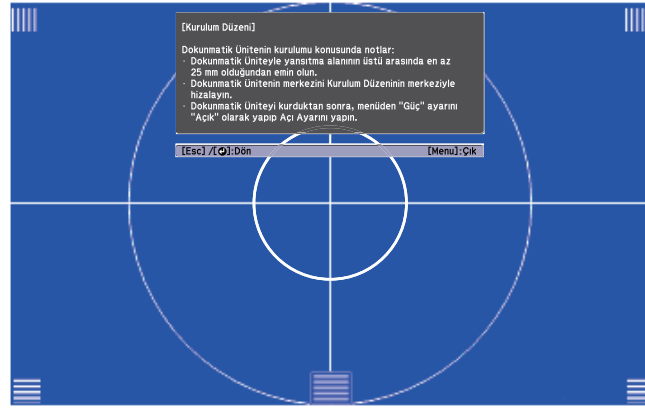 [Kurulum Düzeni]
Dokunmatik Ünitenin kurulumu konusunda notlar:
· Dokunmatik Üniteyle yansıtma alanının üstü arasında en az
25 mm olduğundan emin olun.
· Dokunmatik Ünitenin merkezini Kurulum Düzeninin merkeziyle
hizalayın.
· Dokunmatik Üniteyi kurduktan sonra, menüden "Güç" ayarını
"Açık" olarak yapıp Açı Ayarını yapın.
[Esc] /[⮐]:Dön [Menu]:Çık